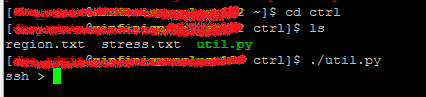 ~]$ cd ctrl
ctrl]$ ls
region.txt stress.txt util.py
ctrl]$ ./util.py
ssh >